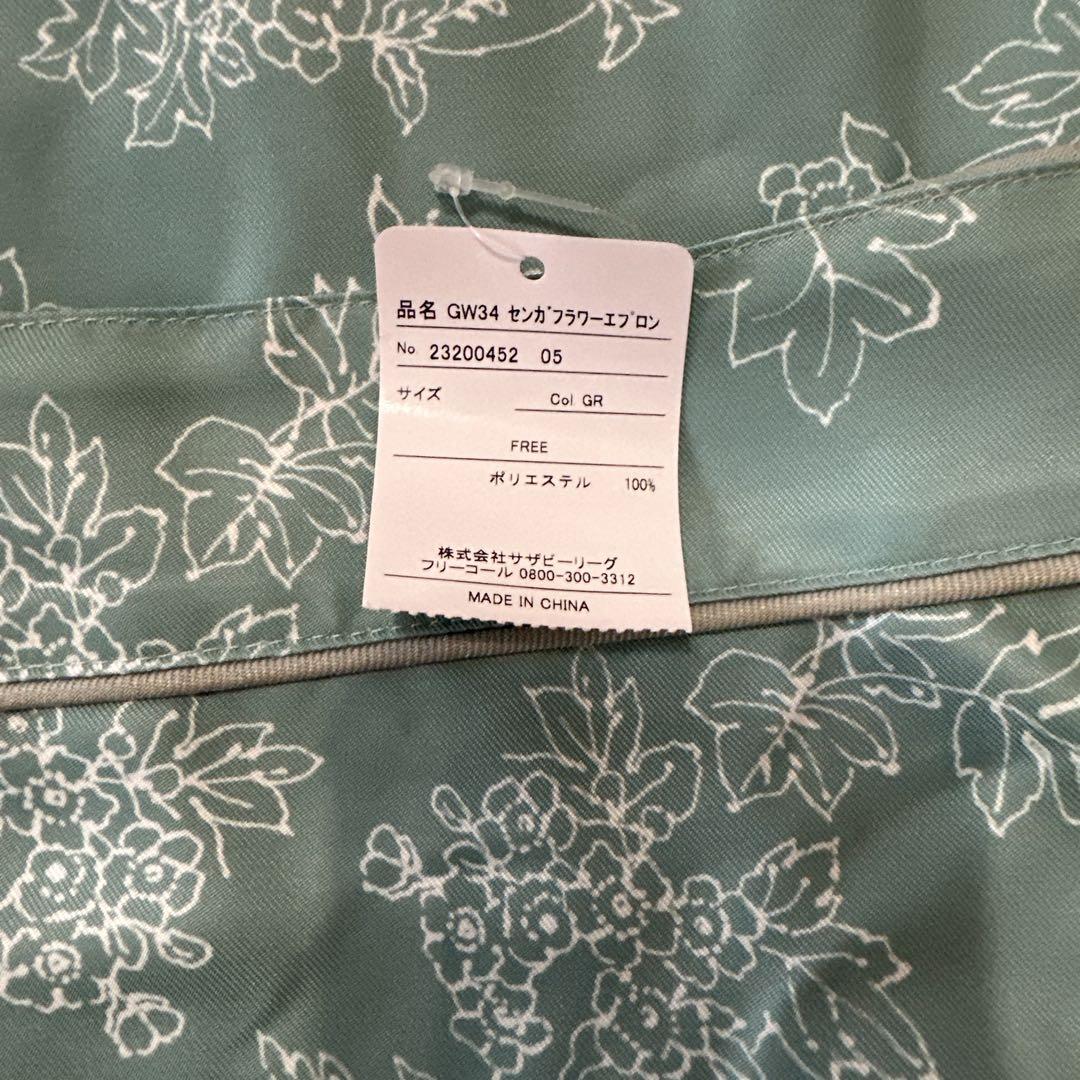 品名 GW34 センガフラワーエプロン
No 23200452 05
サイズ Col GR
FREE
ポリエステル 100%
株式会社サザビーリーグ
フリーコール 0800-300-3312
MADE IN CHINA